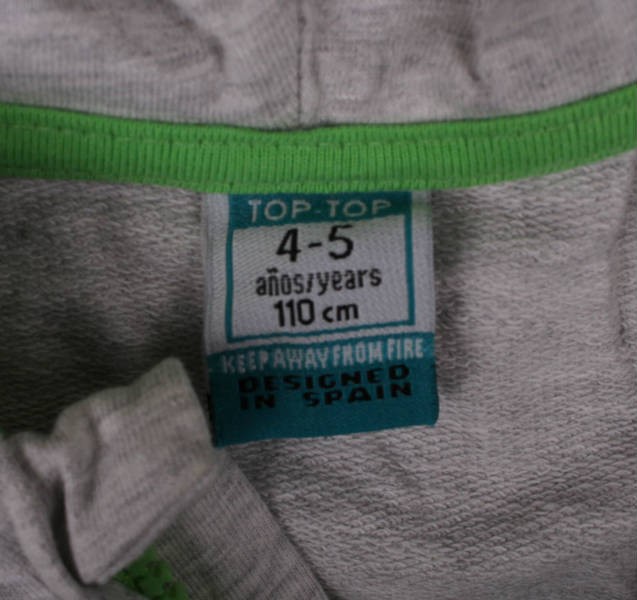 TOP-TOP
4-5
años/years
110 cm
KEEP AWAY FROM FIRE
DESIGNED
IN SPAIN